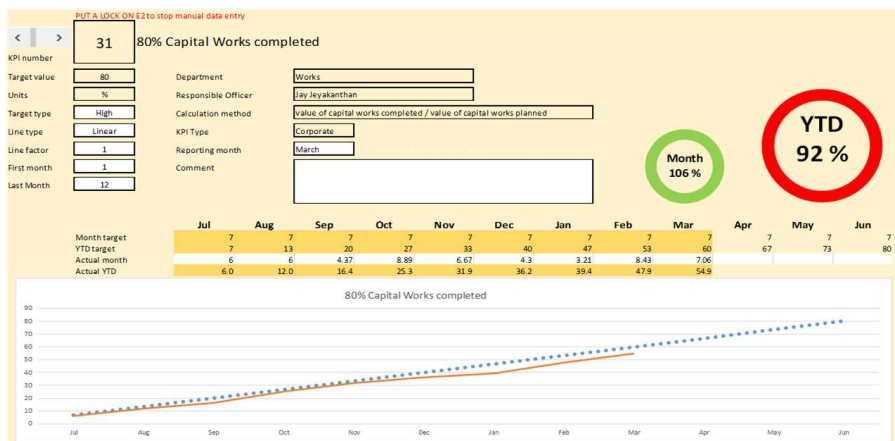 PUT A LOCK ON E2 to stop manual data entry
< >
31
80% Capital Works completed
KPI number
Target value 80 Department Works
Units % Responsible Officer Jay Jeyakanthan
Target type High Calculation method value of capital works completed / value of capital works planned
Line type Linear KPI Type Corporate
Line factor 1 Reporting month March
First month 1 Comment
Last Month 12
Month
106 %
YTD
92 %
Jul Aug Sep Oct Nov Dec Jan Feb Mar Apr May Jun
Month target 7 7 7 7 7 7 7 7 7 7 7 7
YTD target 7 13 20 27 33 40 47 53 60 67 73 80
Actual month 6 6 4.37 8.89 6.67 4.3 3.21 8.43 7.06
Actual YTD 6.0 12.0 16.4 25.3 31.9 36.2 39.4 47.9 54.9
80% Capital Works completed
90
80
70
60
50
40
30
20
10
0
Jul Aug Sep Oct Nov Dec Jan Feb Mar Apr May Jun